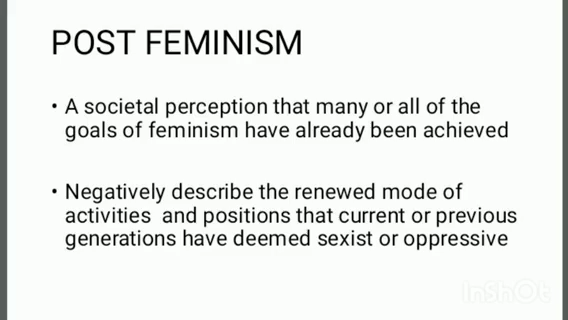 POST FEMINISM
• A societal perception that many or all of the
goals of feminism have already been achieved
• Negatively describe the renewed mode of
activities and positions that current or previous
generations have deemed sexist or oppressive
InShOt